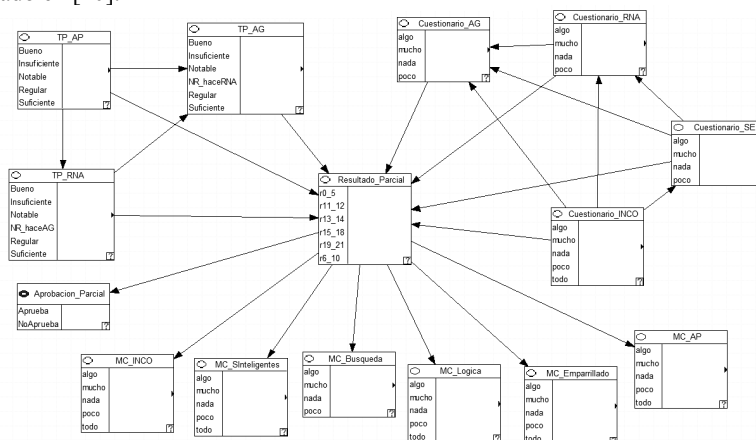 TP_AP
Bueno
Insuficiente
Notable
Regular
Suficiente
?
TP_AG
Bueno
Insuficiente
Notable
NR_haceRNA
Regular
Suficiente
?
Cuestionario_AG
algo
mucho
nada
poco
?
Cuestionario_RNA
algo
mucho
nada
poco
?
Cuestionario_SE
algo
mucho
nada
poco
TP_RNA
Bueno
Insuficiente
Notable
NR_haceAG
Regular
Suficiente
?
Resultado_Parcial
r0_5
r11_12
r13_14
r15_18
r19_21
r6_10
?
Cuestionario_INCO
algo
mucho
nada
poco
todo
?
Aprobacion_Parcial
Aprueba
NoAprueba
?
MC_INCO
algo
mucho
nada
poco
todo
?
MC_SInteligentes
algo
mucho
nada
poco
todo
?
MC_Busqueda
algo
mucho
nada
poco
?
MC_Logica
algo
mucho
nada
poco
todo
?
MC_Emparrillado
algo
mucho
nada
poco
todo
?
MC_AP
algo
mucho
nada
poco
todo
?